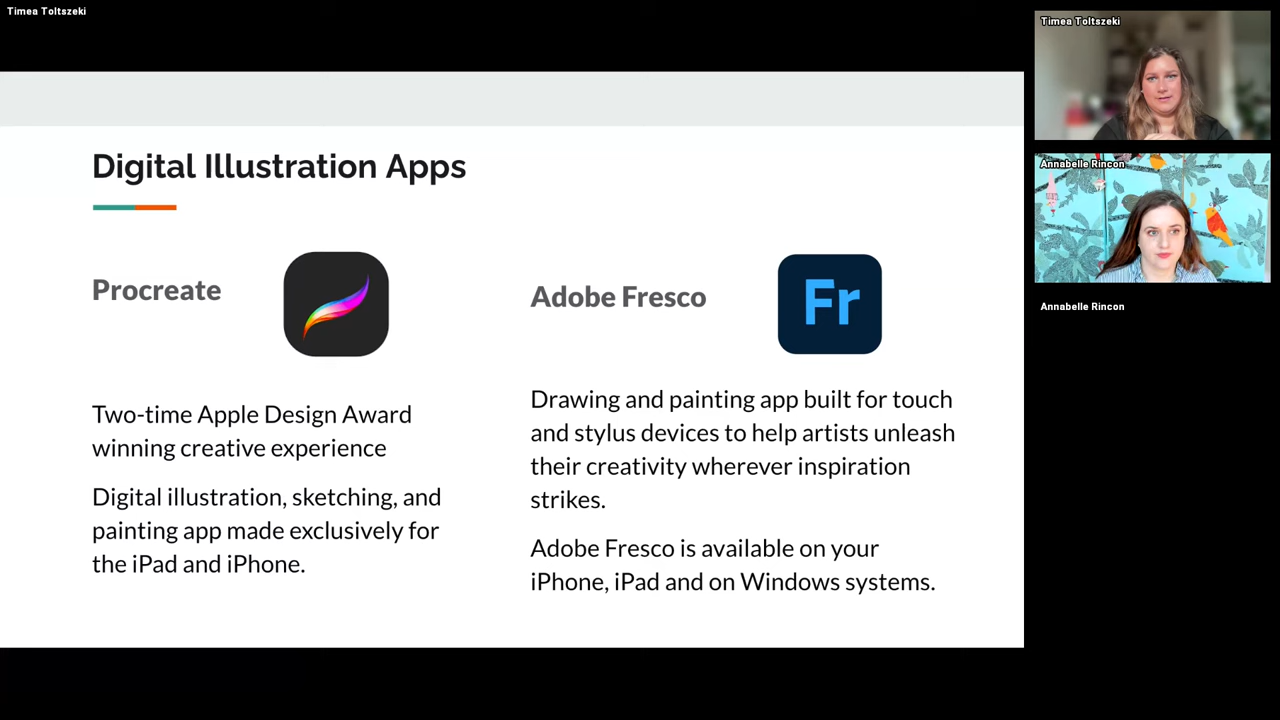 Timea Toltszeki
Digital Illustration Apps
Procreate
Two-time Apple Design Award
winning creative experience
Digital illustration, sketching, and
painting app made exclusively for
the iPad and iPhone.
Adobe Fresco
Fr
Drawing and painting app built for touch
and stylus devices to help artists unleash
their creativity wherever inspiration
strikes.
Adobe Fresco is available on your
iPhone, iPad and on Windows systems.
Timea Toltszeki
Annabelle Rincon
Annabelle Rincon